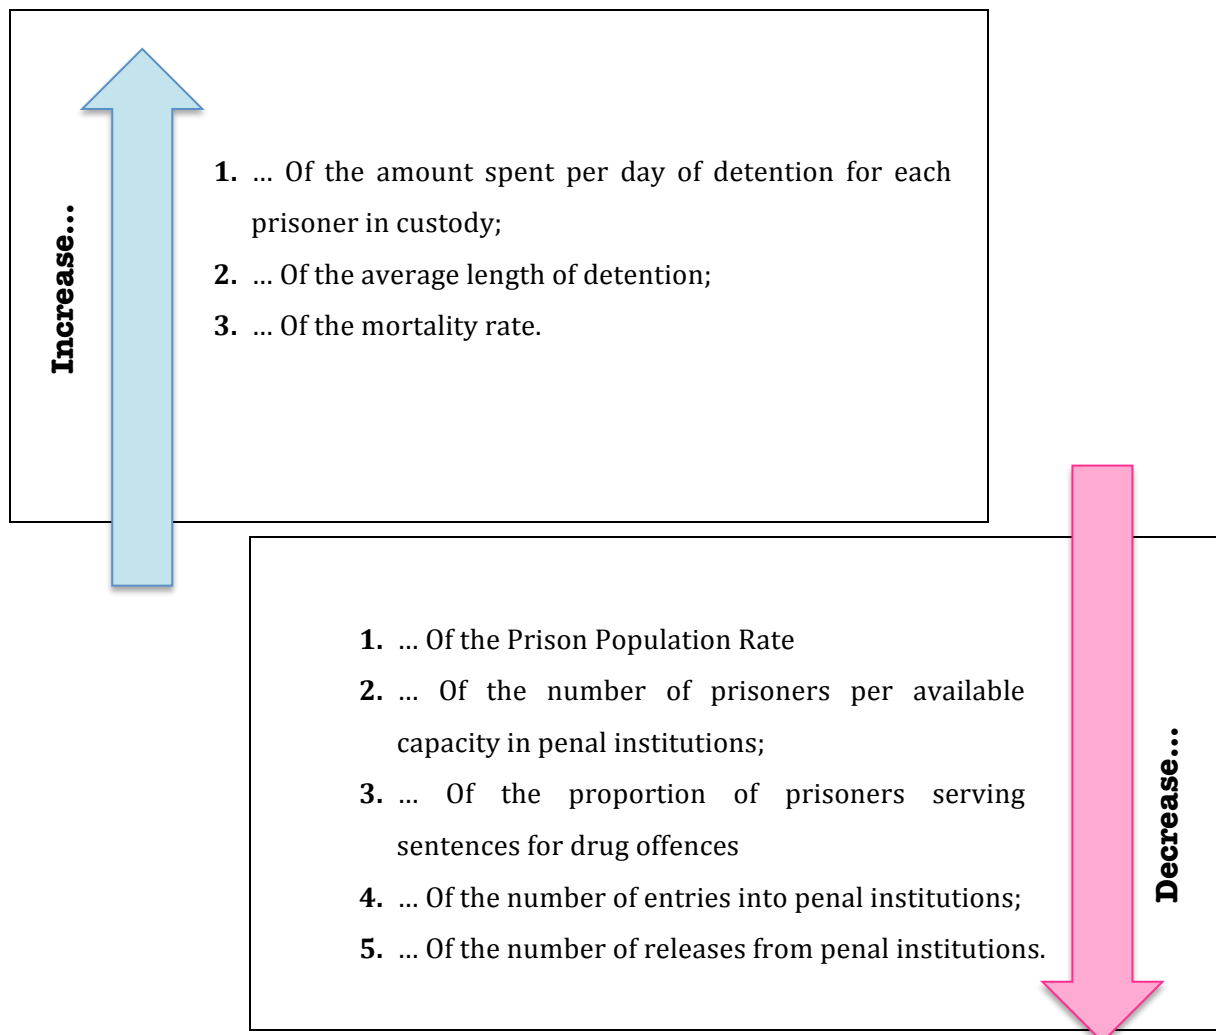 Increase...
1. ... Of the amount spent per day of detention for each
prisoner in custody;
2. ... Of the average length of detention;
3. ... Of the mortality rate.
Decrease...
1. ... Of the Prison Population Rate
2. ... Of the number of prisoners per available
capacity in penal institutions;
3. ... Of the proportion of prisoners serving
sentences for drug offences
4. ... Of the number of entries into penal institutions;
5. ... Of the number of releases from penal institutions.